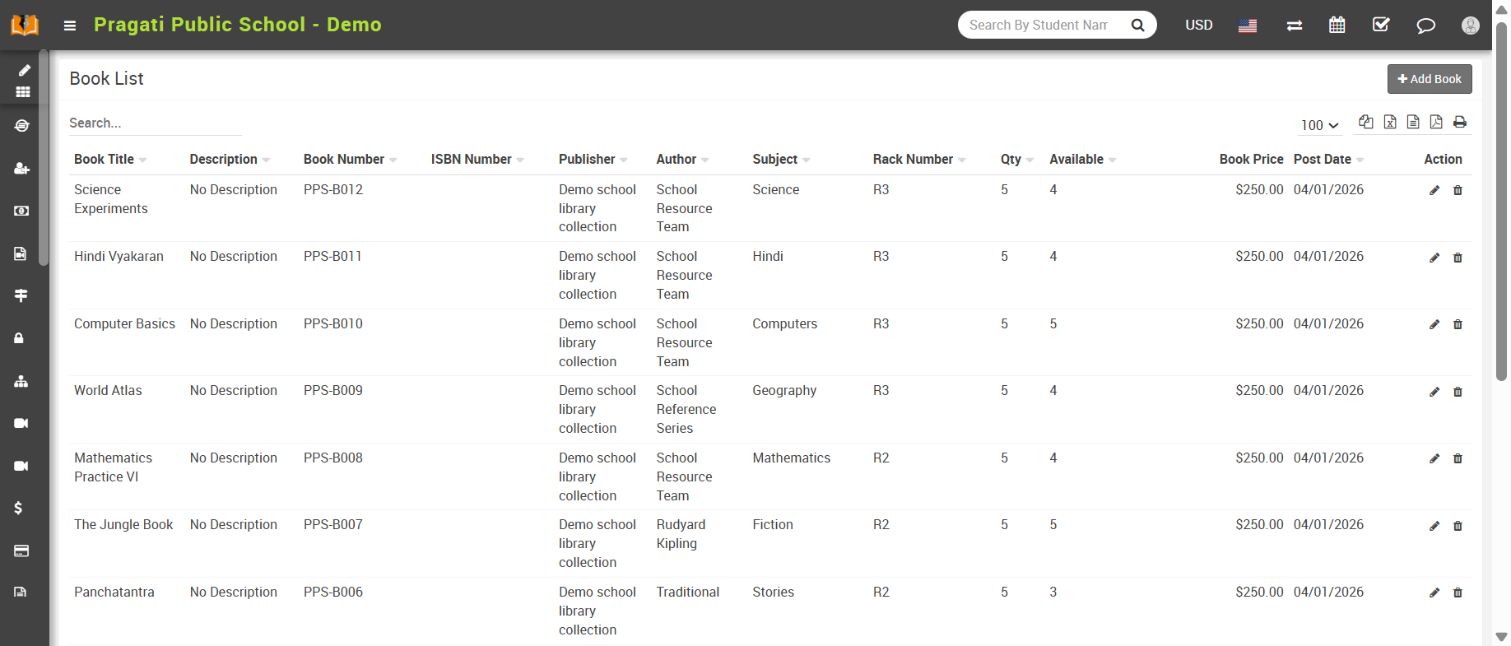 Pragati Public School - Demo
Search By Student Nam
USD
Book List
Add Book
Search...
100
Book Title Description Book Number ISBN Number Publisher Author Subject Rack Number Qty Available Book Price Post Date Action
Science Experiments No Description PPS-B012 Demo school library collection School Resource Team Science R3 5 4 $250.00 04/01/2026
Hindi Vyakaran No Description PPS-B011 Demo school library collection School Resource Team Hindi R3 5 4 $250.00 04/01/2026
Computer Basics No Description PPS-B010 Demo school library collection School Resource Team Computers R3 5 5 $250.00 04/01/2026
World Atlas No Description PPS-B009 Demo school library collection School Reference Series Geography R3 5 4 $250.00 04/01/2026
Mathematics Practice VI No Description PPS-B008 Demo school library collection School Resource Team Mathematics R2 5 4 $250.00 04/01/2026
The Jungle Book No Description PPS-B007 Demo school library collection Rudyard Kipling Fiction R2 5 5 $250.00 04/01/2026
Panchatantra No Description PPS-B006 Demo school library collection Traditional Stories R2 5 3 $250.00 04/01/2026